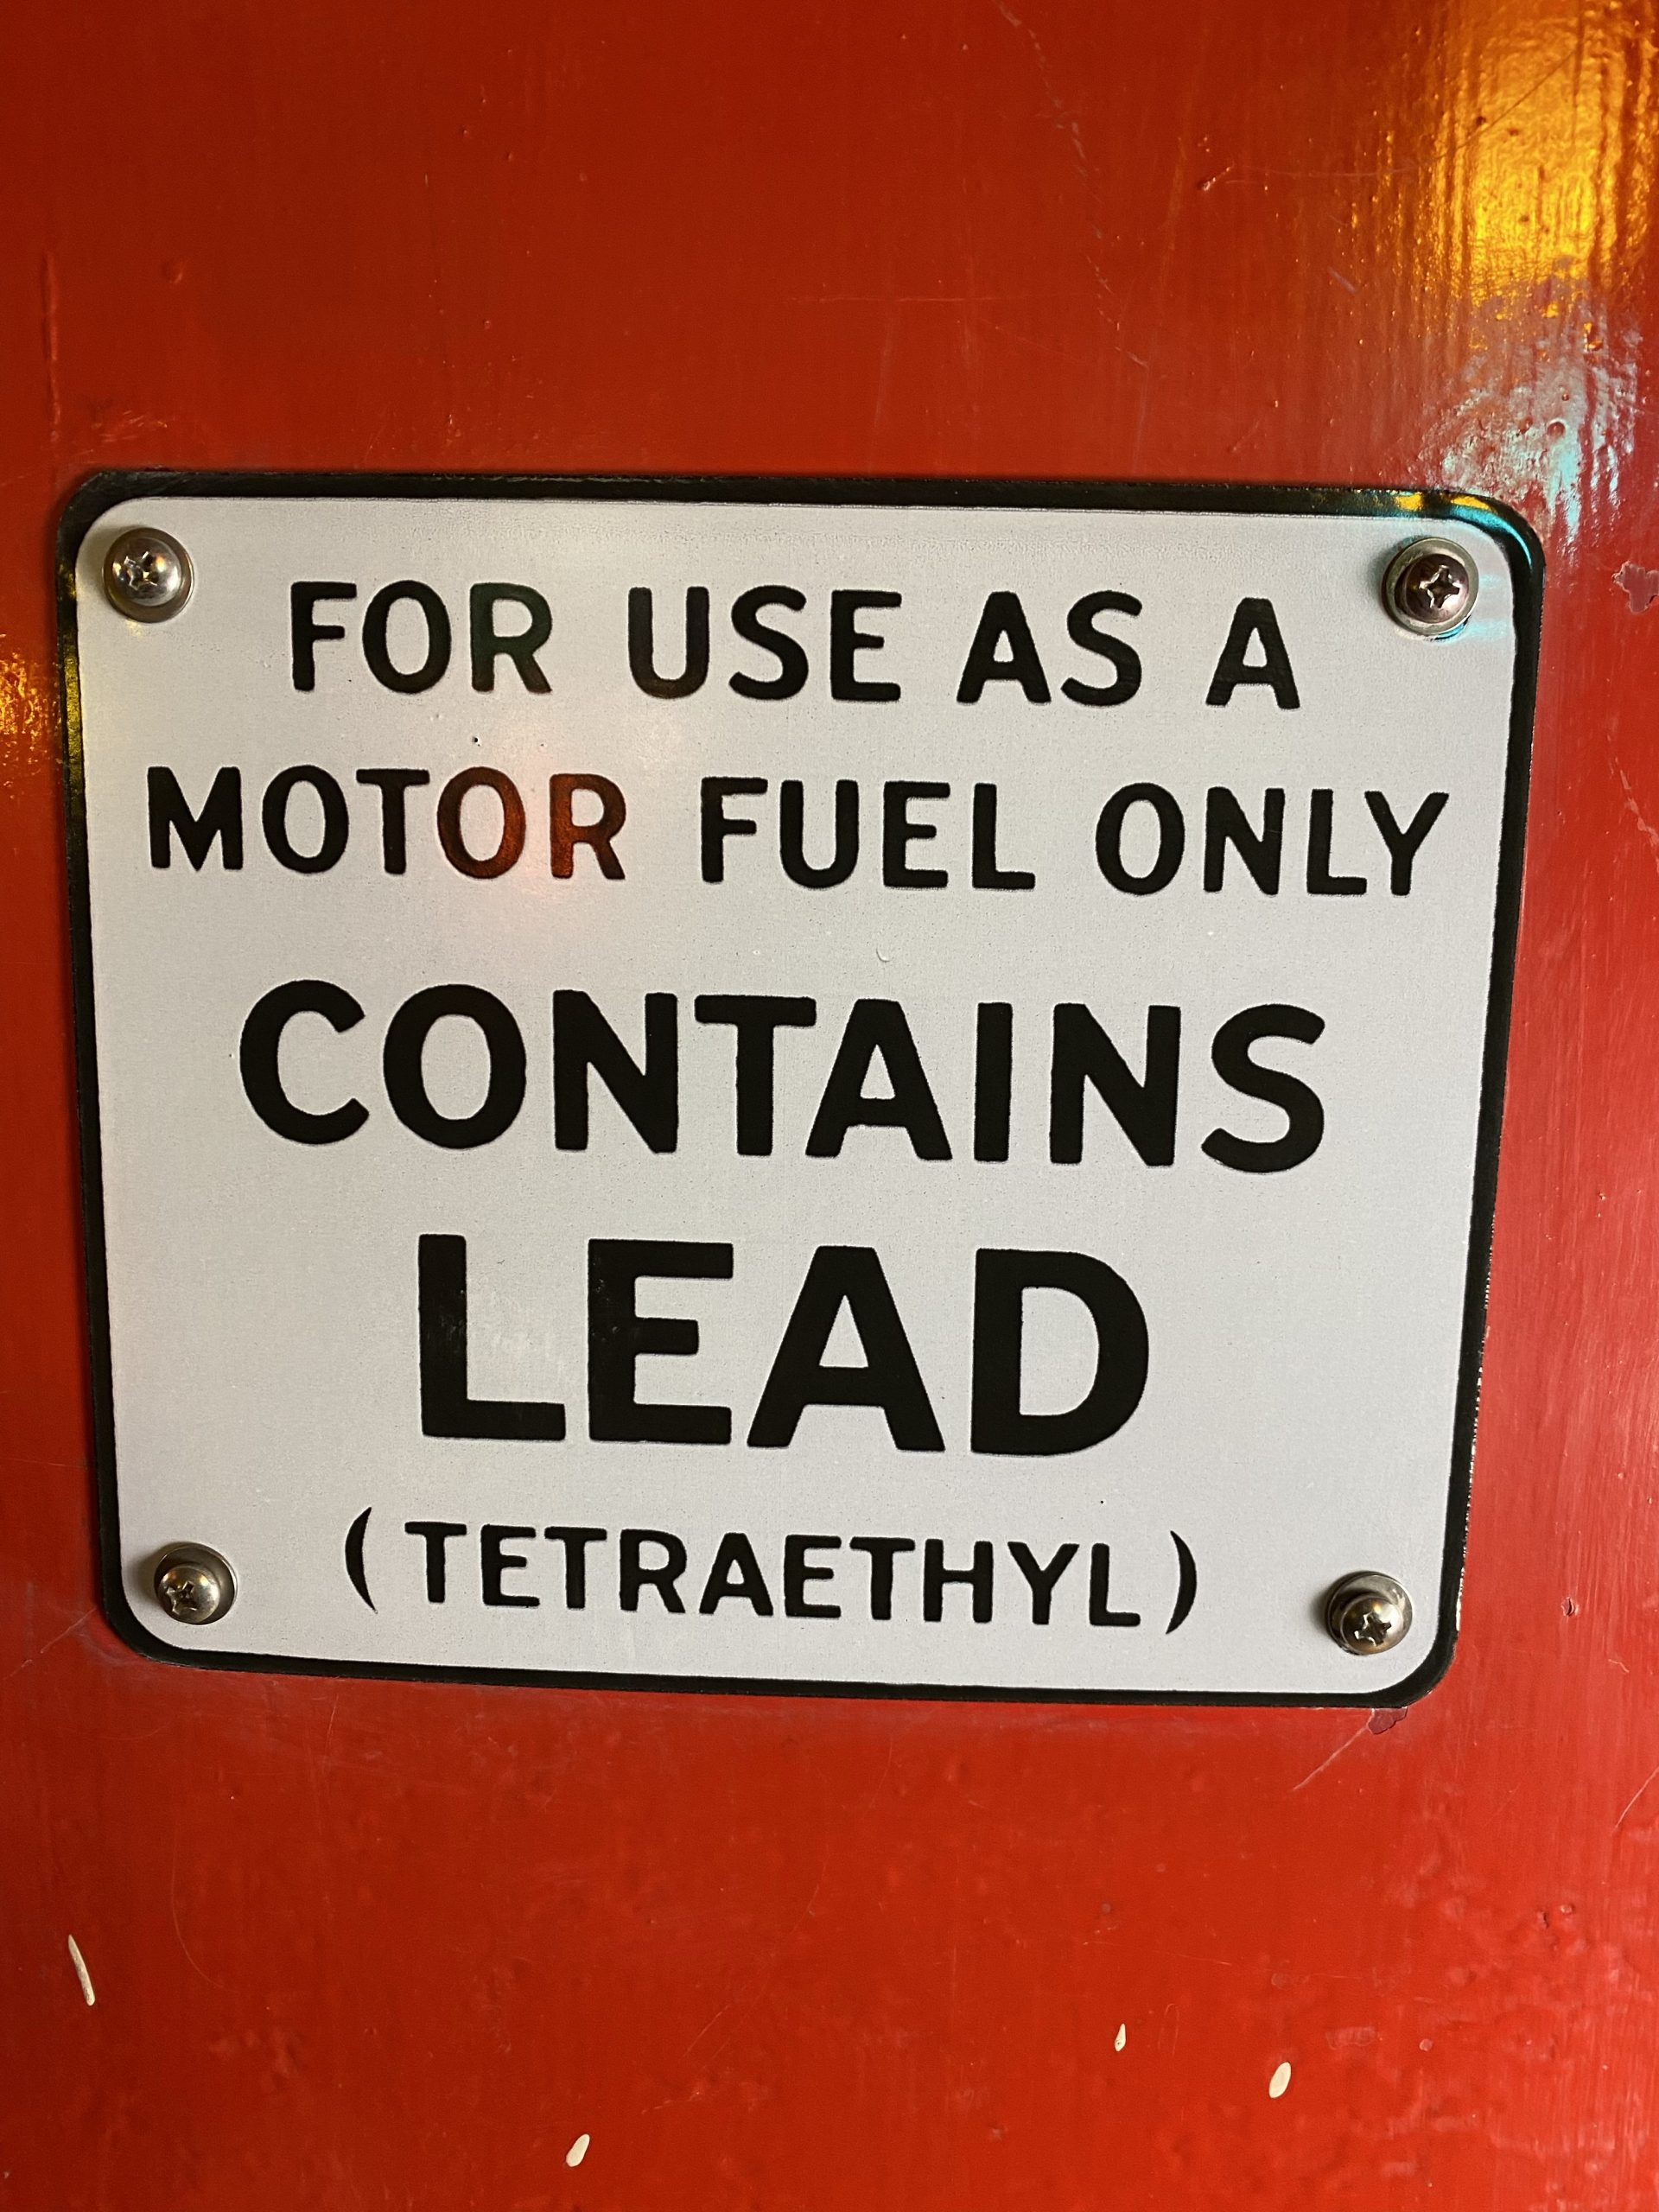 FOR USE AS A
MOTOR FUEL ONLY
CONTAINS
LEAD
(TETRAETHYL)